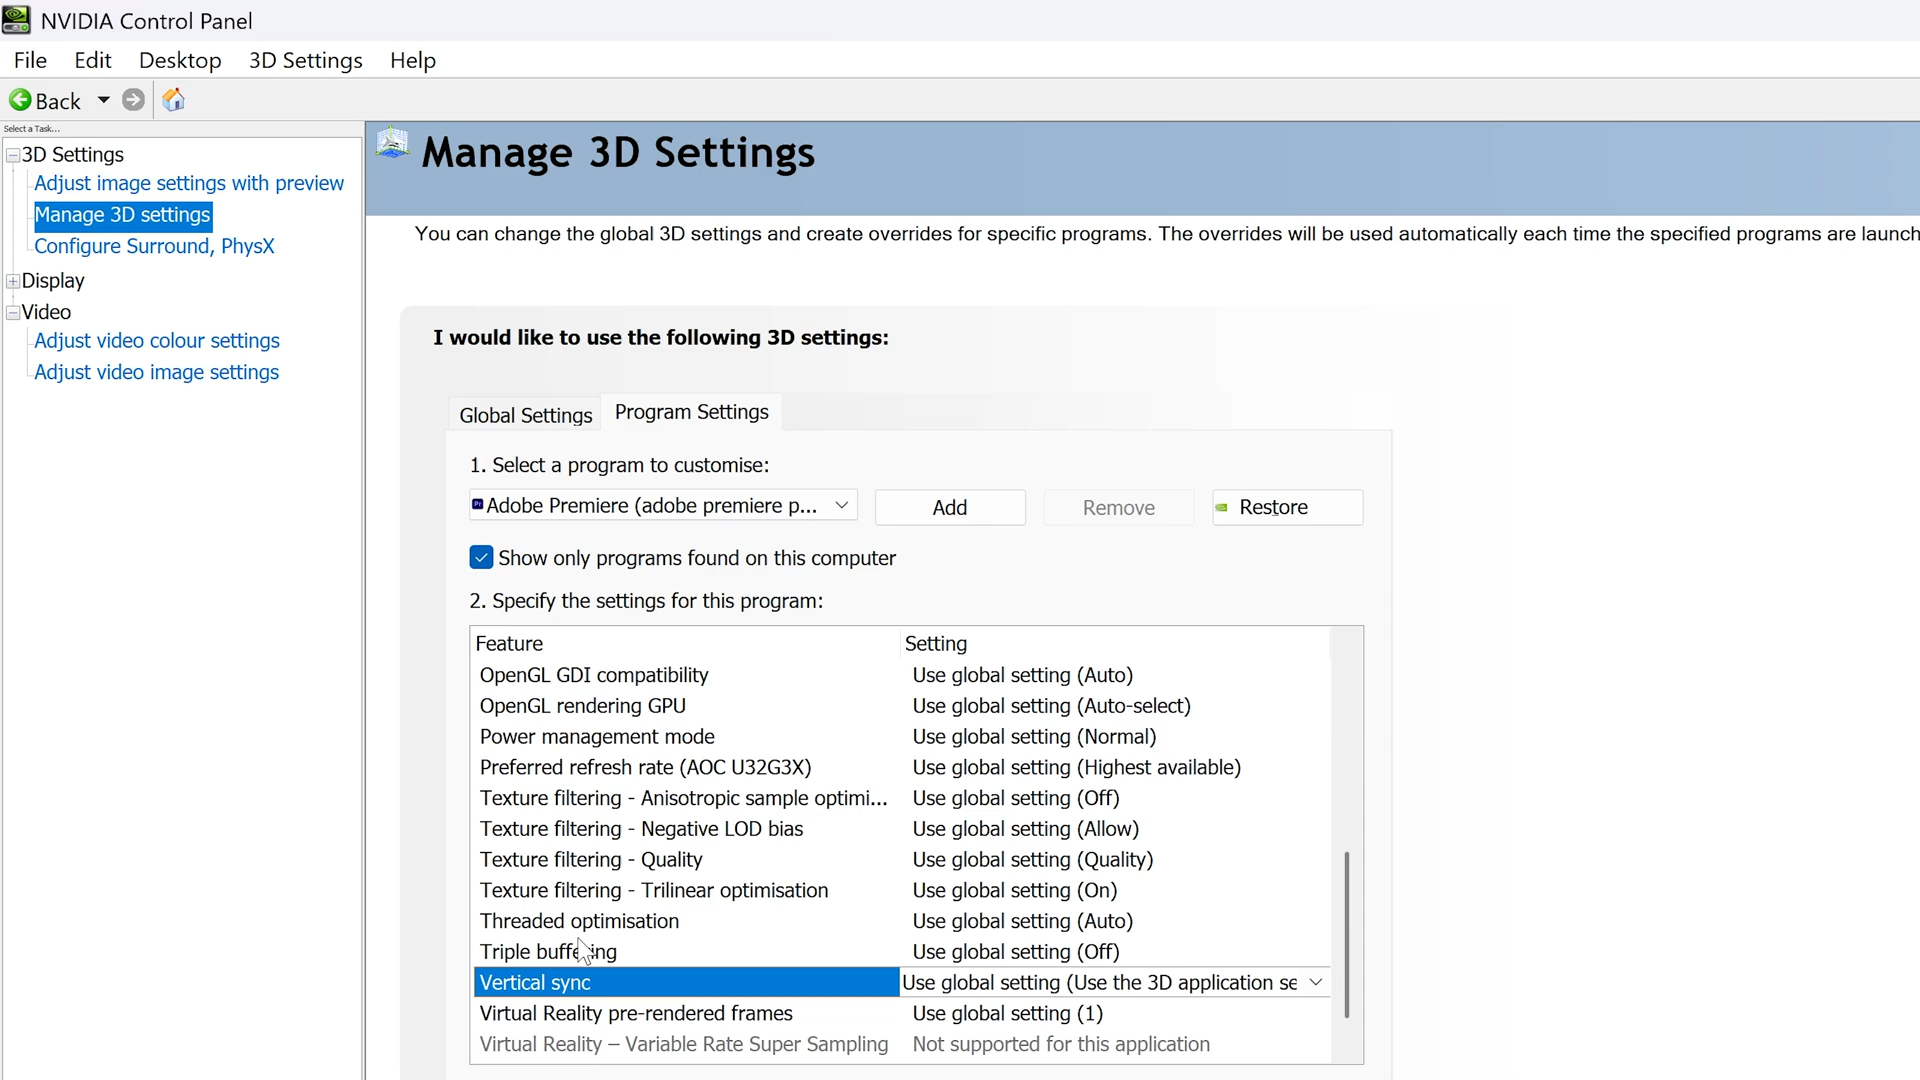 NVIDIA Control Panel
File Edit Desktop 3D Settings Help
Back
Select a Task...
3D Settings
Adjust image settings with preview
Manage 3D settings
Configure Surround, PhysX
Display
Video
Adjust video colour settings
Adjust video image settings
Manage 3D Settings
You can change the global 3D settings and create overrides for specific programs. The overrides will be used automatically each time the specified programs are launch
I would like to use the following 3D settings:
Global Settings Program Settings
1. Select a program to customise:
Pr Adobe Premiere (adobe premiere p... Add Remove Restore
Show only programs found on this computer
2. Specify the settings for this program:
Feature Setting
OpenGL GDI compatibility Use global setting (Auto)
OpenGL rendering GPU Use global setting (Auto-select)
Power management mode Use global setting (Normal)
Preferred refresh rate (AOC U32G3X) Use global setting (Highest available)
Texture filtering - Anisotropic sample optimi... Use global setting (Off)
Texture filtering - Negative LOD bias Use global setting (Allow)
Texture filtering - Quality Use global setting (Quality)
Texture filtering - Trilinear optimisation Use global setting (On)
Threaded optimisation Use global setting (Auto)
Triple buffering Use global setting (Off)
Vertical sync Use global setting (Use the 3D application se
Virtual Reality pre-rendered frames Use global setting (1)
Virtual Reality – Variable Rate Super Sampling Not supported for this application